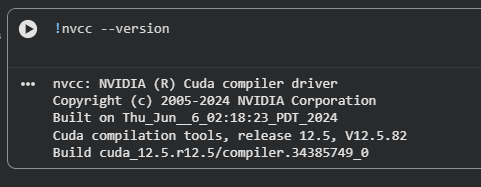 !nvcc --version
nvcc: NVIDIA (R) Cuda compiler driver
Copyright (c) 2005-2024 NVIDIA Corporation
Built on Thu_Jun__6_02:18:23_PDT_2024
Cuda compilation tools, release 12.5, V12.5.82
Build cuda_12.5.r12.5/compiler.34385749_0